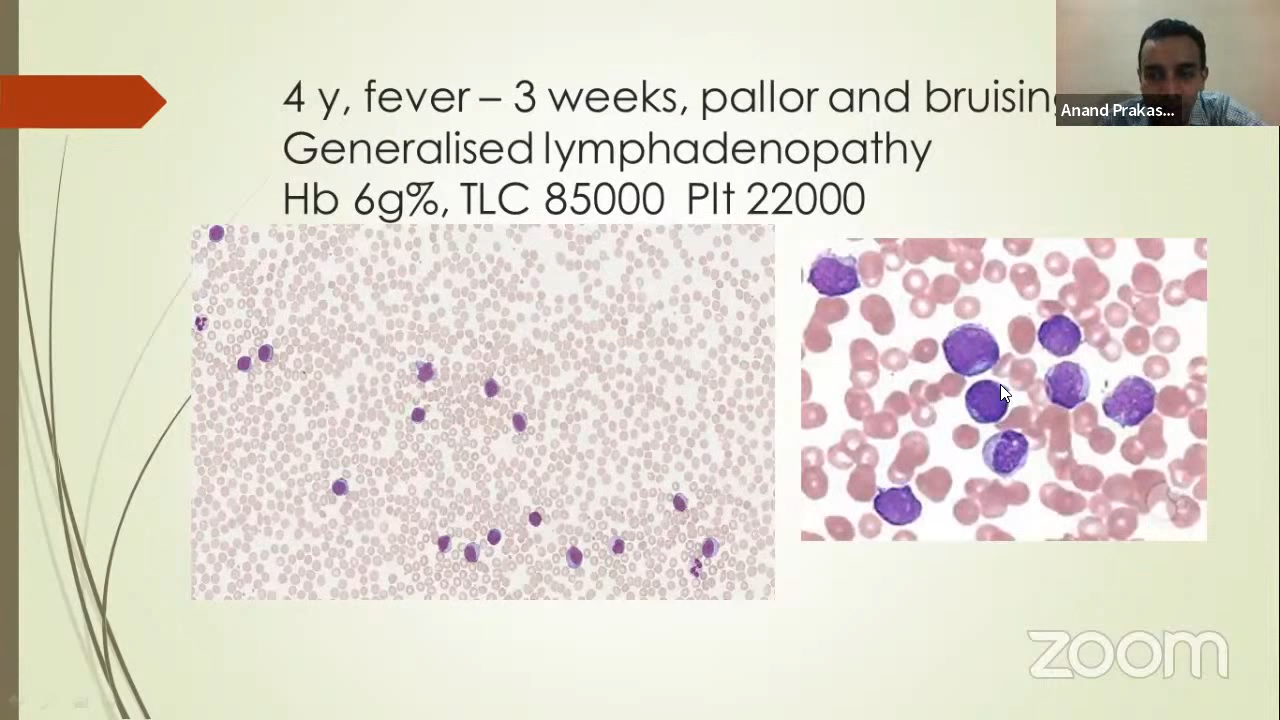 4 y, fever – 3 weeks, pallor and bruisin
Generalised lymphadenopathy
Hb 6g%, TLC 85000 Plt 22000
Anand Prakas...
zoom